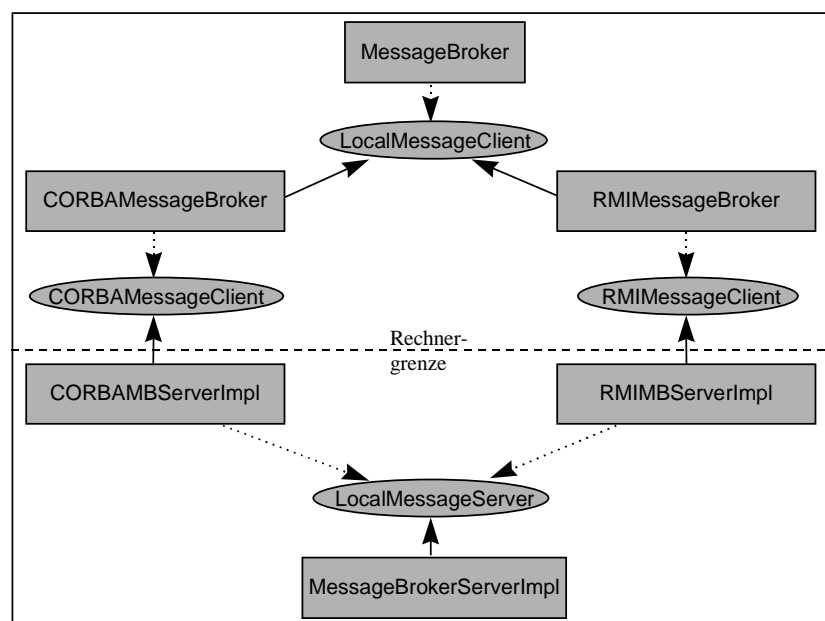 MessageBroker
LocalMessageClient
CORBAMessageBroker
RMIMessageBroker
CORBAMessageClient
RMIMessageClient
Rechner-
grenze
CORBAMBServerImpl
RMIMBServerImpl
LocalMessageServer
MessageBrokerServerImpl